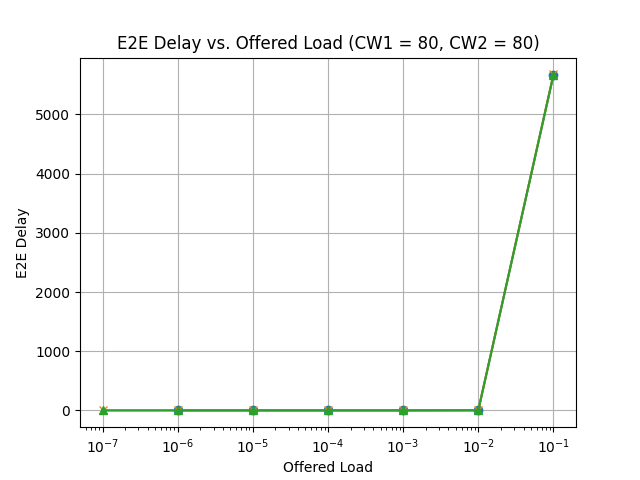 E2E Delay vs. Offered Load (CW1 = 80, CW2 = 80)
5000
4000
3000
2000
1000
0
E2E Delay
10⁻⁷ 10⁻⁶ 10⁻⁵ 10⁻⁴ 10⁻³ 10⁻² 10⁻¹
Offered Load